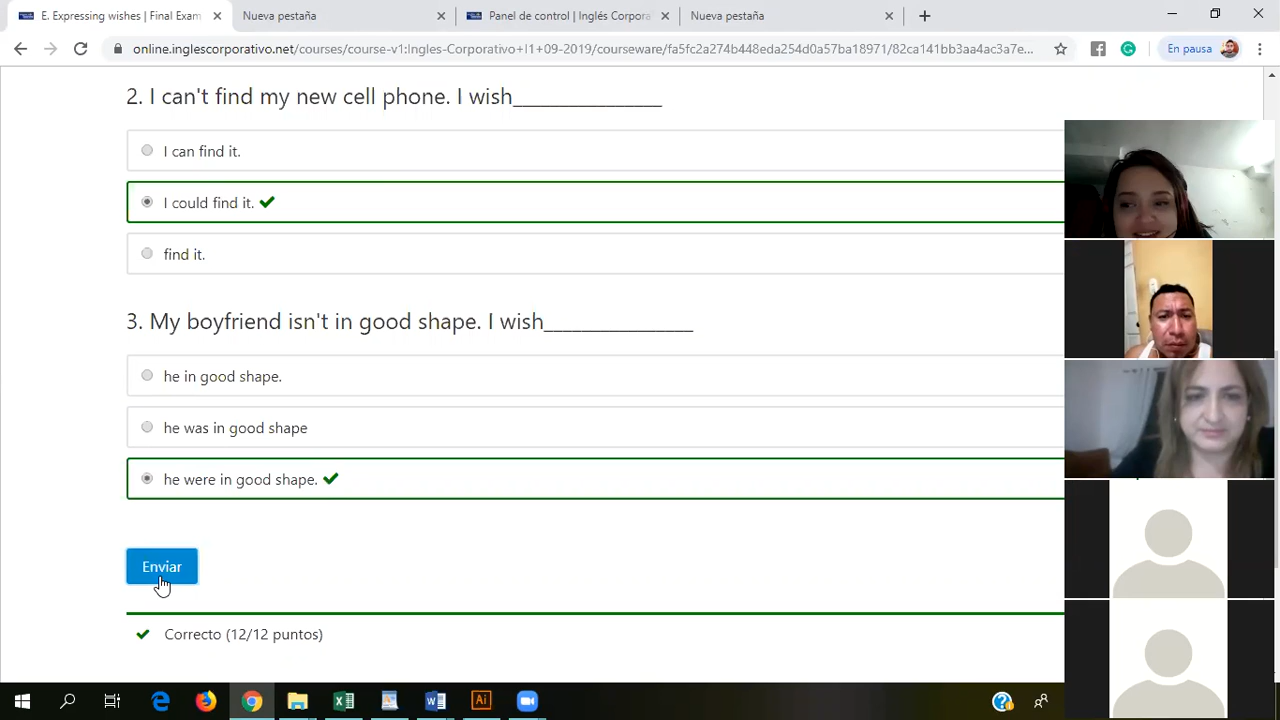 E. Expressing wishes | Final Exam
Nueva pestaña
Panel de control | Inglés Corpora
Nueva pestaña
online.inglescorporativo.net/courses/course-v1:Ingles-Corporativo+I1+09-2019/courseware/fa5fc2a274b448eda254d0a57ba18971/82ca141bb3aa4ac3a7e...
En pausa
2. I can't find my new cell phone. I wish________________
I can find it.
I could find it.
find it.
3. My boyfriend isn't in good shape. I wish________________
he in good shape.
he was in good shape
he were in good shape.
Enviar
Correcto (12/12 puntos)